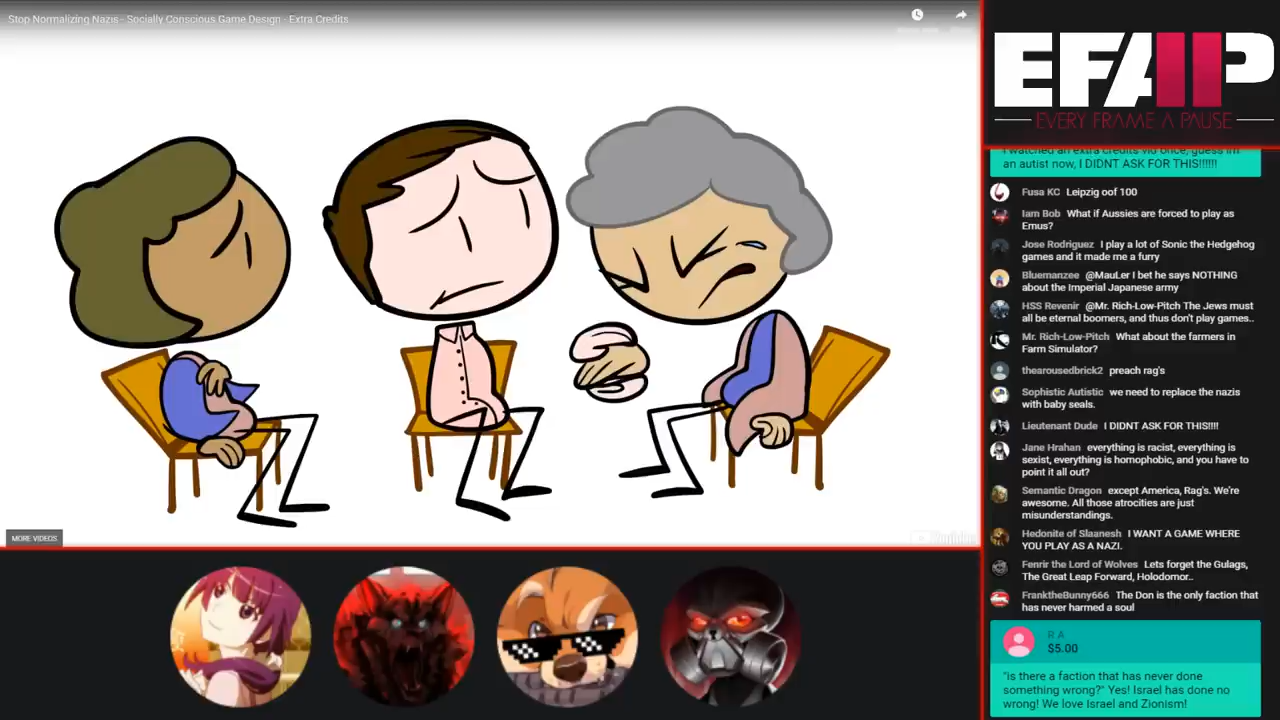 Stop Normalizing Nazis - Socially Conscious Game Design - Extra Credits
MORE VIDEOS
EFAP
EVERY FRAME A PAUSE
an autist now, I DIDNT ASK FOR THIS!!!!!!
Fusa KC Leipzig oof 100
Iam Bob What if Aussies are forced to play as
Emus?
Jose Rodriguez I play a lot of Sonic the Hedgehog
games and it made me a furry
Bluemanzee @MauLer I bet he says NOTHING
about the Imperial Japanese army
HSS Revenir @Mr. Rich-Low-Pitch The Jews must
all be eternal boomers, and thus don't play games..
Mr. Rich-Low-Pitch What about the farmers in
Farm Simulator?
thearousedbrick2 preach rag's
Sophistic Autistic we need to replace the nazis
with baby seals.
Lieutenant Dude I DIDNT ASK FOR THIS!!!!
Jane Hrahan everything is racist, everything is
sexist, everything is homophobic, and you have to
point it all out?
Semantic Dragon except America, Rag's. We're
awesome. All those atrocities are just
misunderstandings.
Hedonite of Slaanesh I WANT A GAME WHERE
YOU PLAY AS A NAZI.
Fenrir the Lord of Wolves Lets forget the Gulags,
The Great Leap Forward, Holodomor..
FranktheBunny666 The Don is the only faction that
has never harmed a soul
R A
$5.00
"is there a faction that has never done
something wrong?" Yes! Israel has done no
wrong! We love Israel and Zionism!